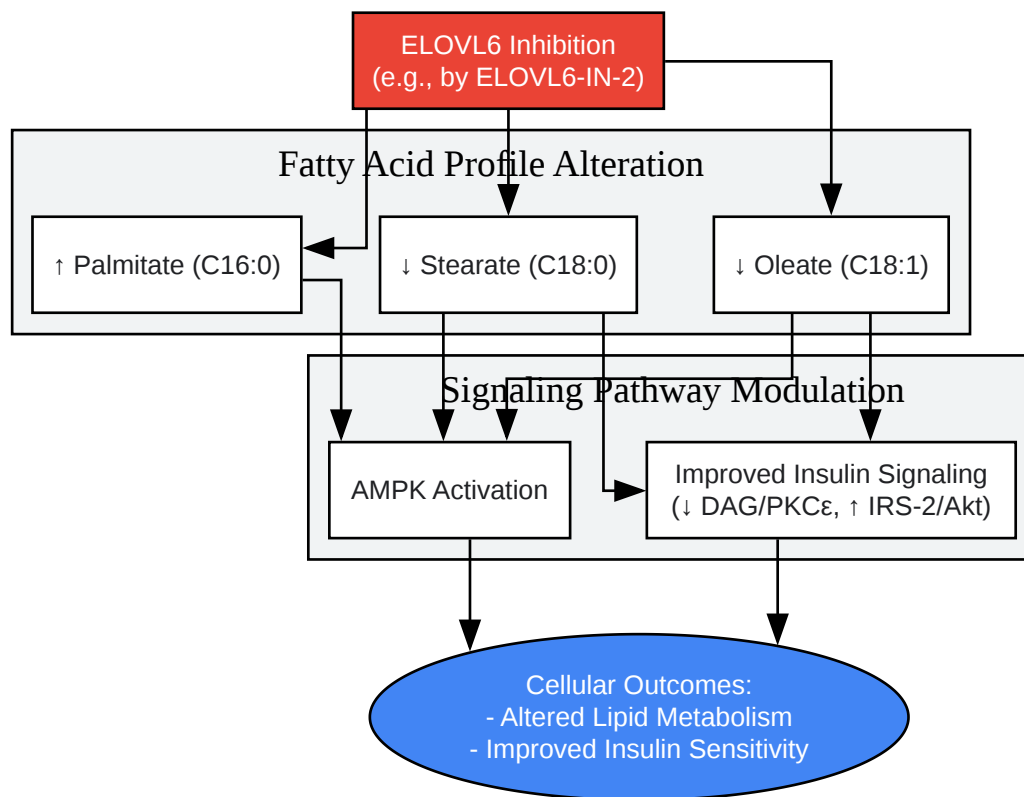 ELOVL6 Inhibition
(e.g., by ELOVL6-IN-2)
Fatty Acid Profile Alteration
↑ Palmitate (C16:0)
↓ Stearate (C18:0)
↓ Oleate (C18:1)
Signaling Pathway Modulation
AMPK Activation
Improved Insulin Signaling
(↓ DAG/PKCε, ↑ IRS-2/Akt)
Cellular Outcomes:
- Altered Lipid Metabolism
- Improved Insulin Sensitivity